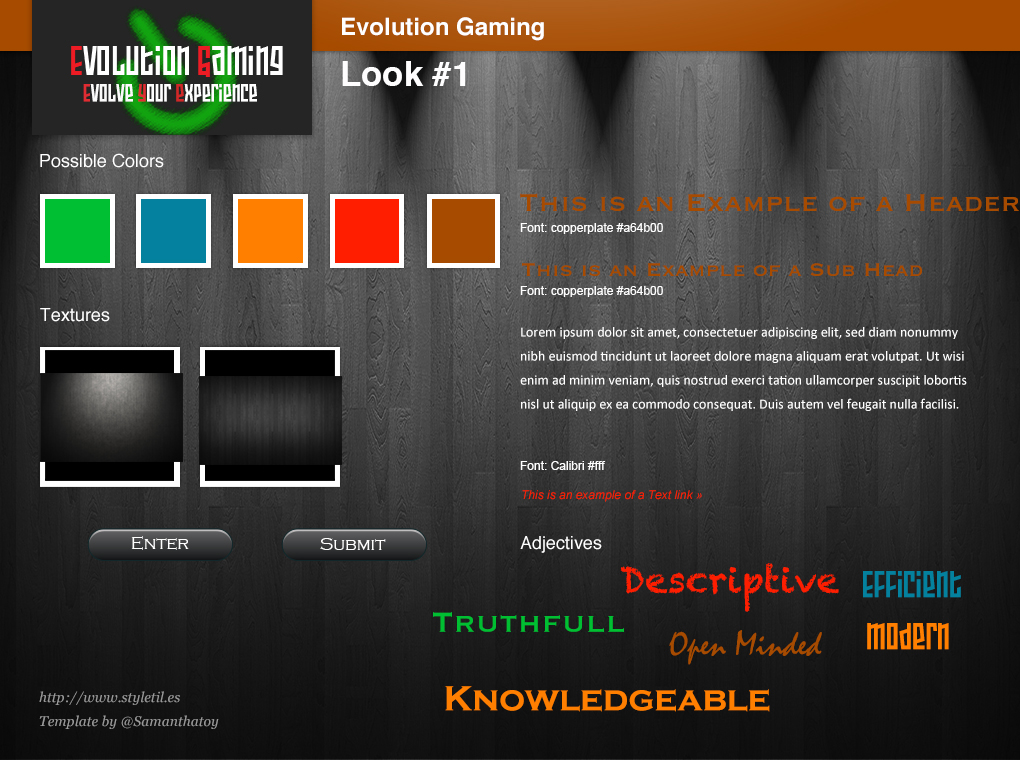 Evolution Gaming
Evolve Your Experience
Evolution Gaming
Look #1
Possible Colors
Textures
Enter
Submit
This is an Example of a Header
Font: copperplate #a64b00
This is an Example of a Sub Head
Font: copperplate #a64b00
Lorem ipsum dolor sit amet, consectetuer adipiscing elit, sed diam nonummy
nibh euismod tincidunt ut laoreet dolore magna aliquam erat volutpat. Ut wisi
enim ad minim veniam, quis nostrud exerci tation ullamcorper suscipit lobortis
nisl ut aliquip ex ea commodo consequat. Duis autem vel feugait nulla facilisi.
Font: Calibri #fff
This is an example of a Text link »
Adjectives
Descriptive
Efficient
Truthfull
Open Minded
modern
Knowledgeable
http://www.styletil.es
Template by @Samanthatoy